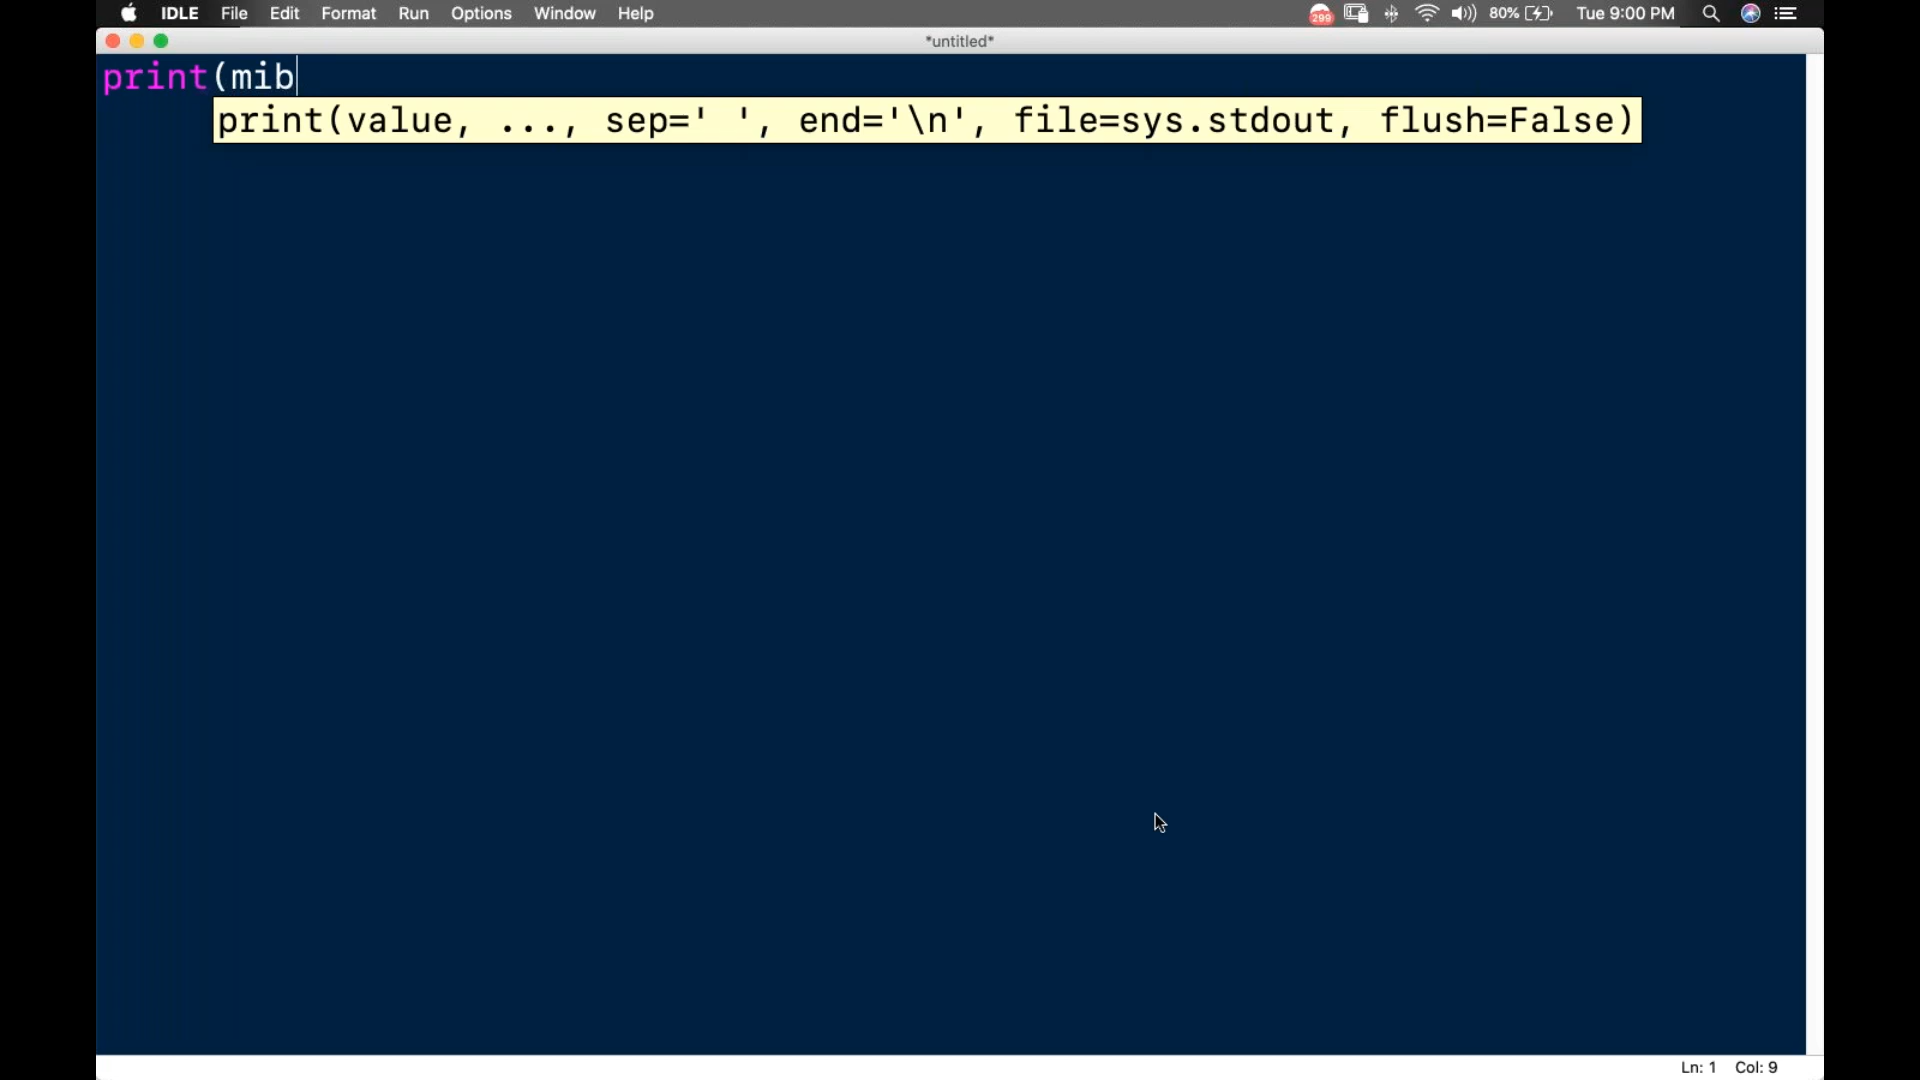 IDLE File Edit Format Run Options Window Help 299 80% Tue 9:00 PM
*untitled*
print(mib
print(value, ..., sep=' ', end='\n', file=sys.stdout, flush=False)
Ln: 1 Col: 9